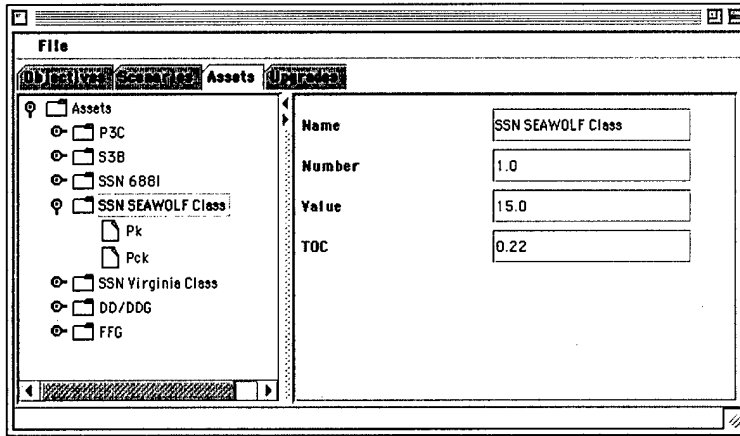 File
Objectives Scenarios Assets Upgrades
Assets
P3C
S3B
SSN 688I
SSN SEAWOLF Class
Pk
Pck
SSN Virginia Class
DD/DDG
FFG
Name SSN SEAWOLF Class
Number 1.0
Value 15.0
TOC 0.22